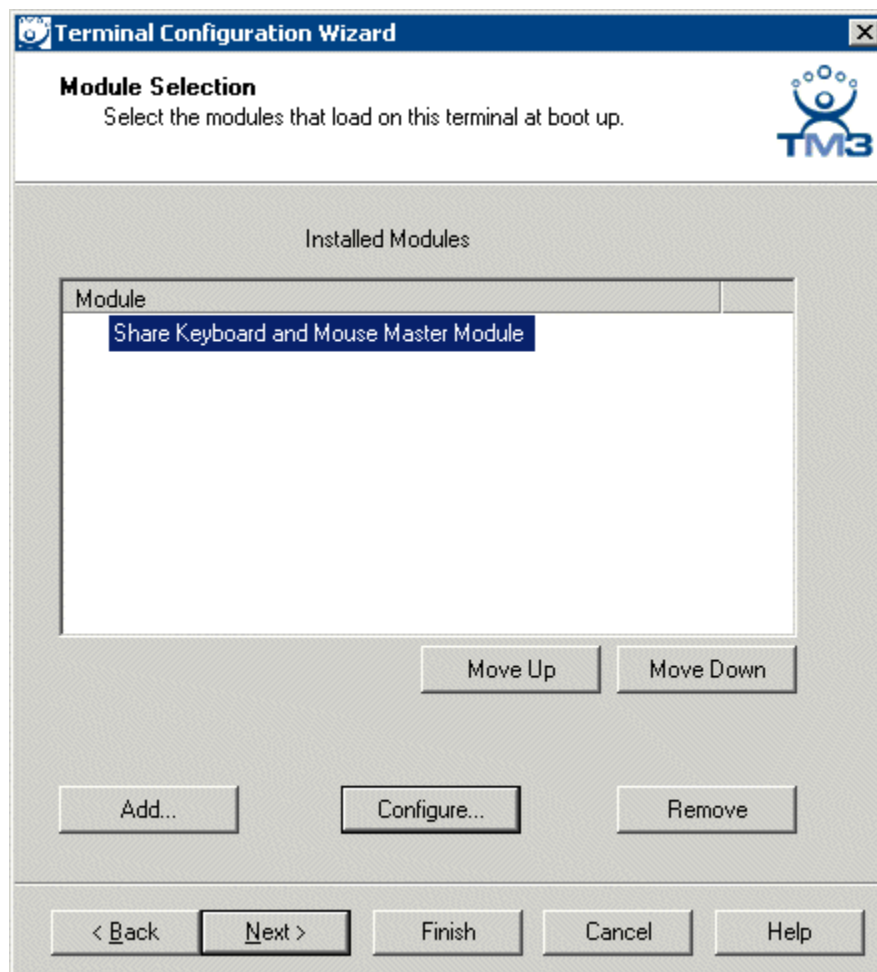 Terminal Configuration Wizard
Module Selection
Select the modules that load on this terminal at boot up.
TM3
Installed Modules
Module
Share Keyboard and Mouse Master Module
Move Up
Move Down
Add...
Configure...
Remove
< Back
Next >
Finish
Cancel
Help